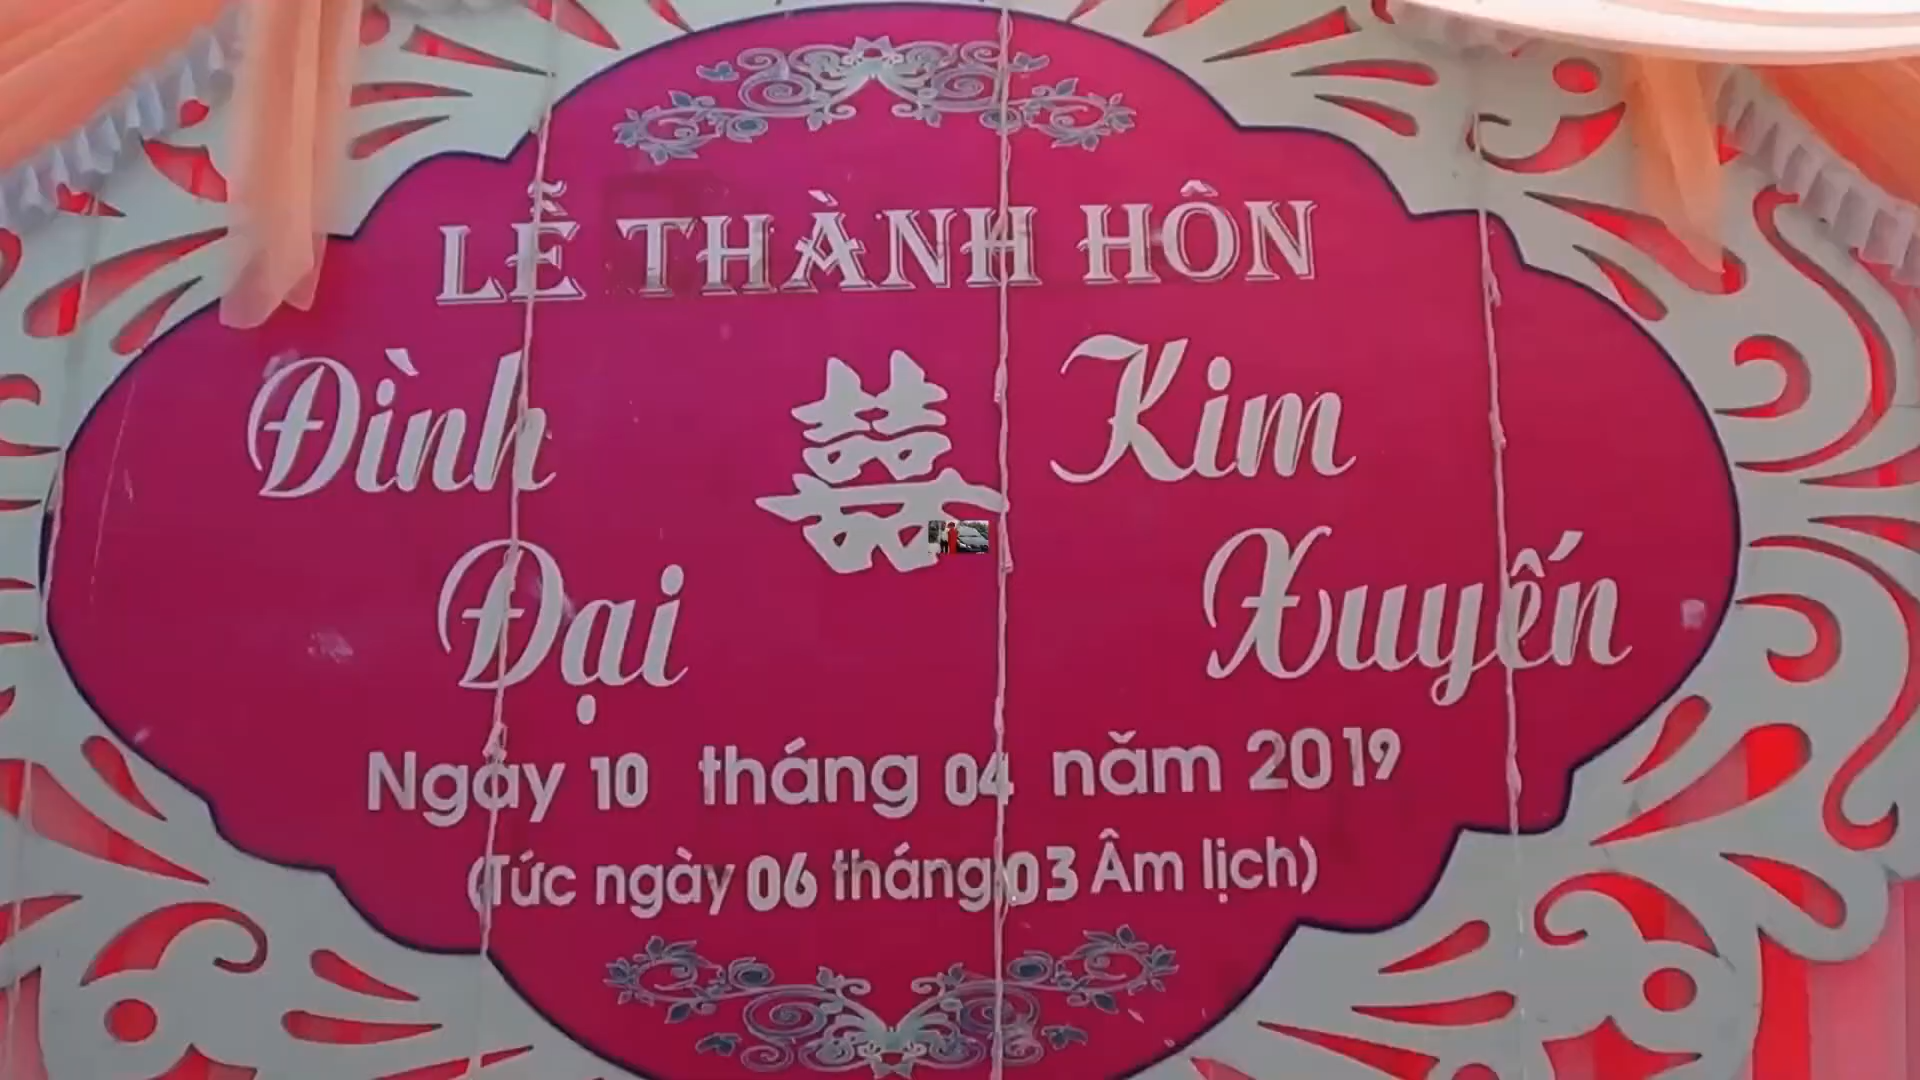 LỄ THÀNH HÔN
Đình Đại
囍
Kim Xuyến
Ngày 10 tháng 04 năm 2019
(Tức ngày 06 tháng 03 Âm lịch)